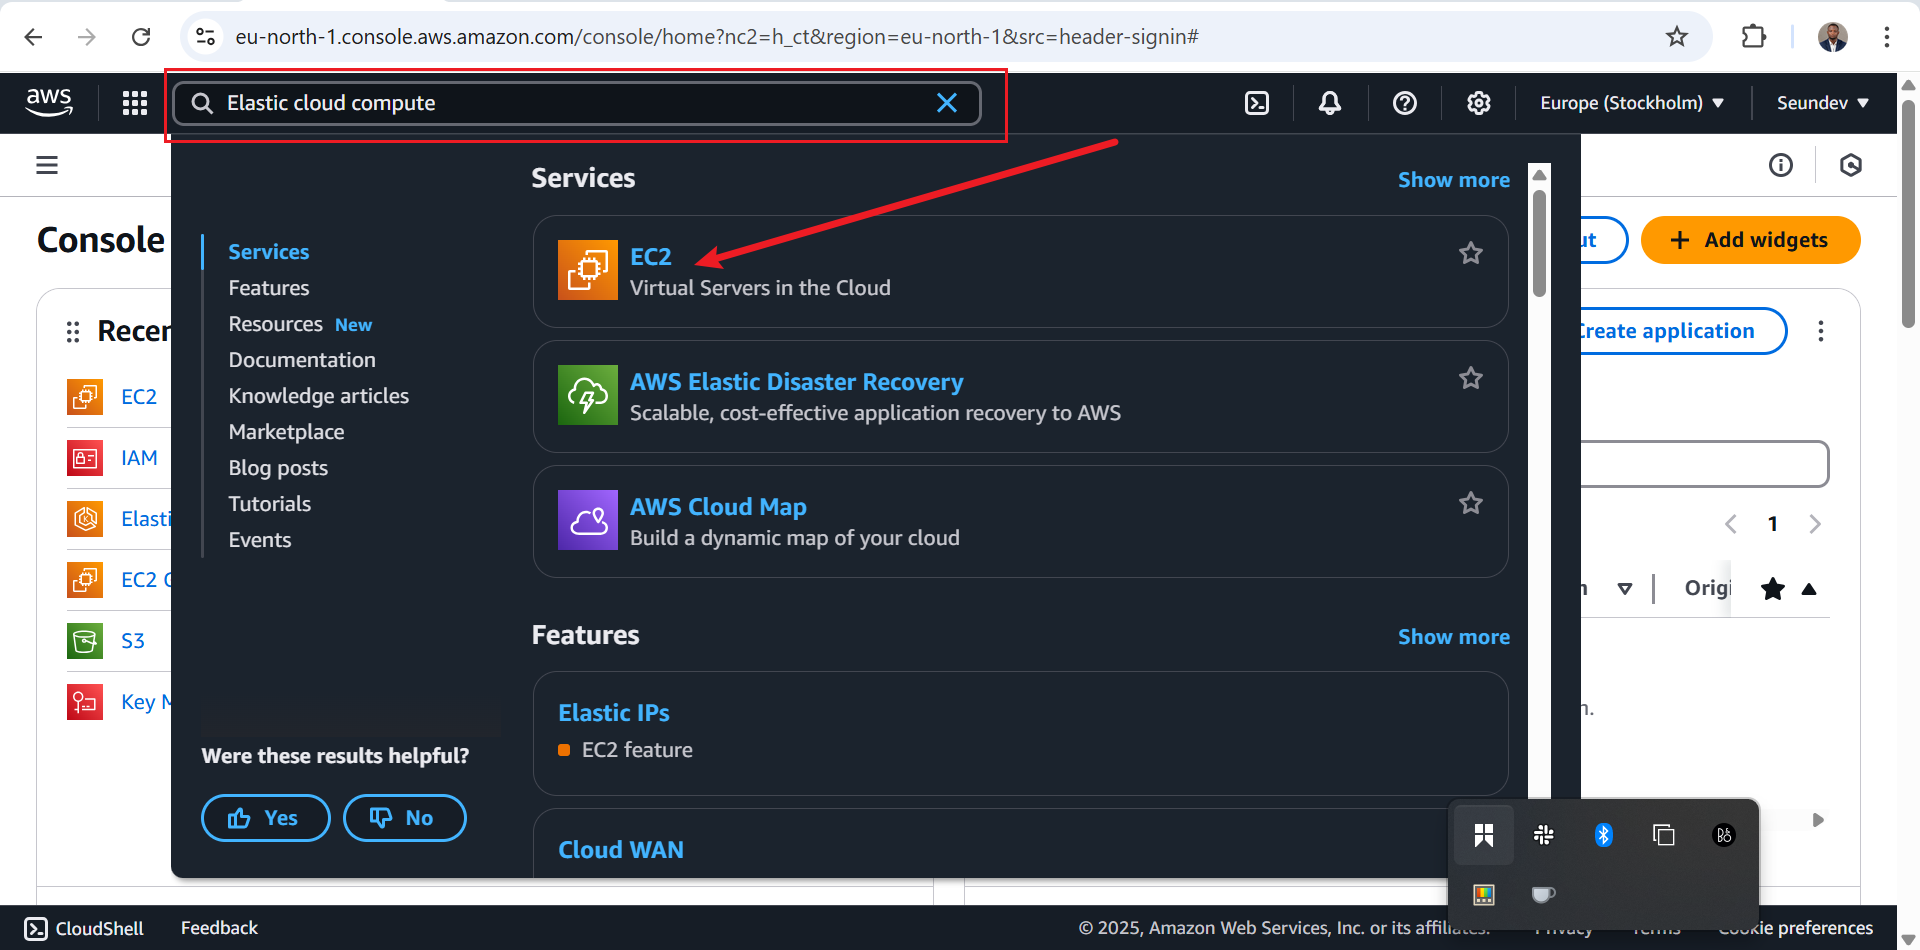 eu-north-1.console.aws.amazon.com/console/home?nc2=h_ct&region=eu-north-1&src=header-signin#
aws
Elastic cloud compute
Europe (Stockholm)
Seundev
Console
Add widgets
Recen
Create application
EC2
IAM
Elasti
EC2
S3
Key M
Services
Features
Resources New
Documentation
Knowledge articles
Marketplace
Blog posts
Tutorials
Events
Were these results helpful?
Yes
No
Services
Show more
EC2
Virtual Servers in the Cloud
AWS Elastic Disaster Recovery
Scalable, cost-effective application recovery to AWS
AWS Cloud Map
Build a dynamic map of your cloud
Features
Show more
Elastic IPs
EC2 feature
Cloud WAN
1
Origi
CloudShell
Feedback
© 2025, Amazon Web Services, Inc. or its affiliates.
Privacy
Terms
Cookie preferences